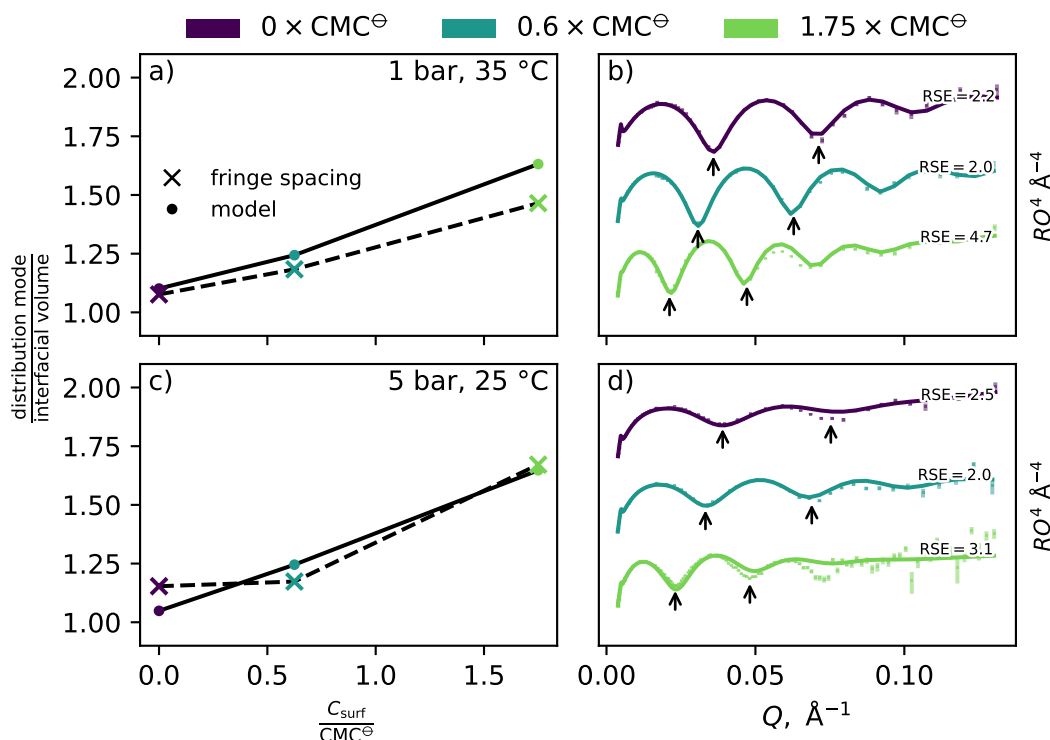 0 × CMC⊖ 0.6 × CMC⊖ 1.75 × CMC⊖
a) 1 bar, 35 °C
2.00
1.75
1.50
1.25
1.00
fringe spacing
model
b)
RSE = 2.2
RSE = 2.0
RSE = 4.7
RO⁴ Å⁻⁴
distribution mode
interfacial volume
c) 5 bar, 25 °C
2.00
1.75
1.50
1.25
1.00
0.0 0.5 1.0 1.5
C_surf
CMC⊖
d)
RSE = 2.5
RSE = 2.0
RSE = 3.1
RO⁴ Å⁻⁴
0.00 0.05 0.10
Q, Å⁻¹